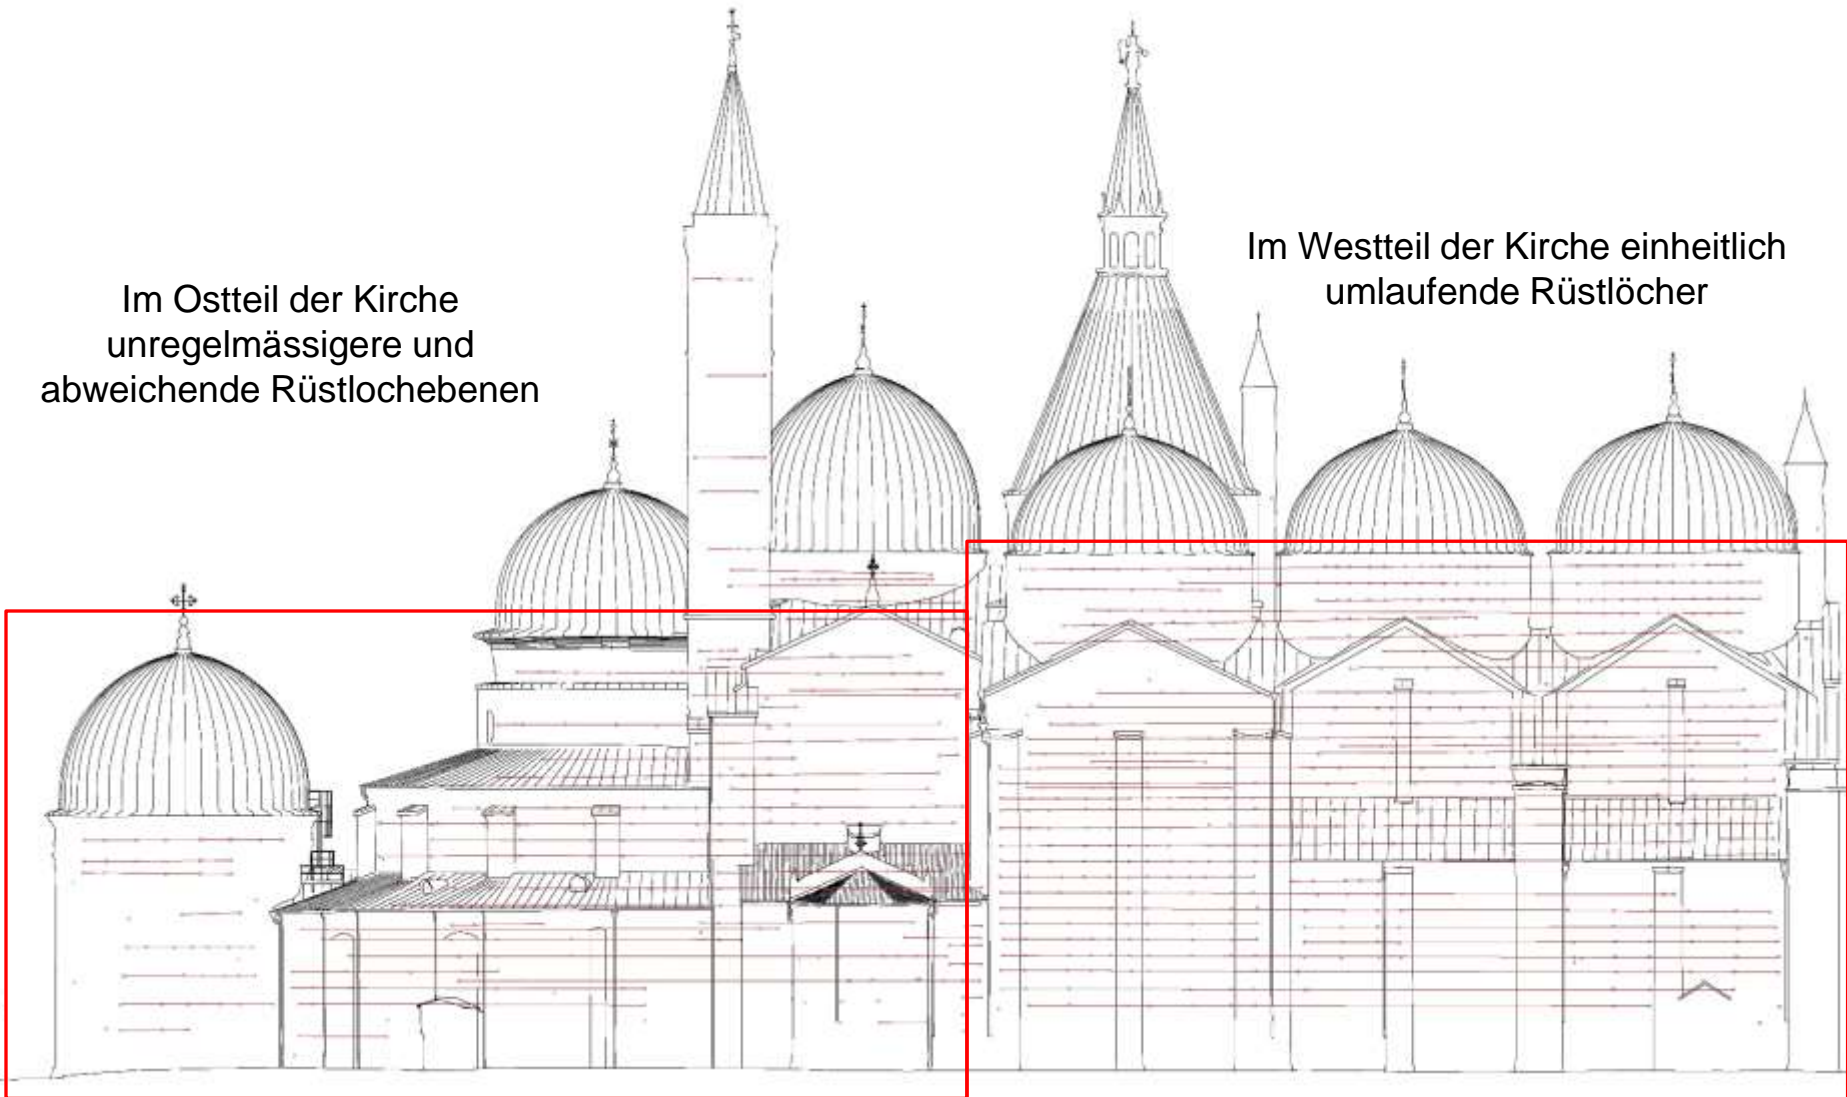 Im Ostteil der Kirche
unregelmässigere und
abweichende Rüstlochebenen
Im Westteil der Kirche einheitlich
umlaufende Rüstlöcher